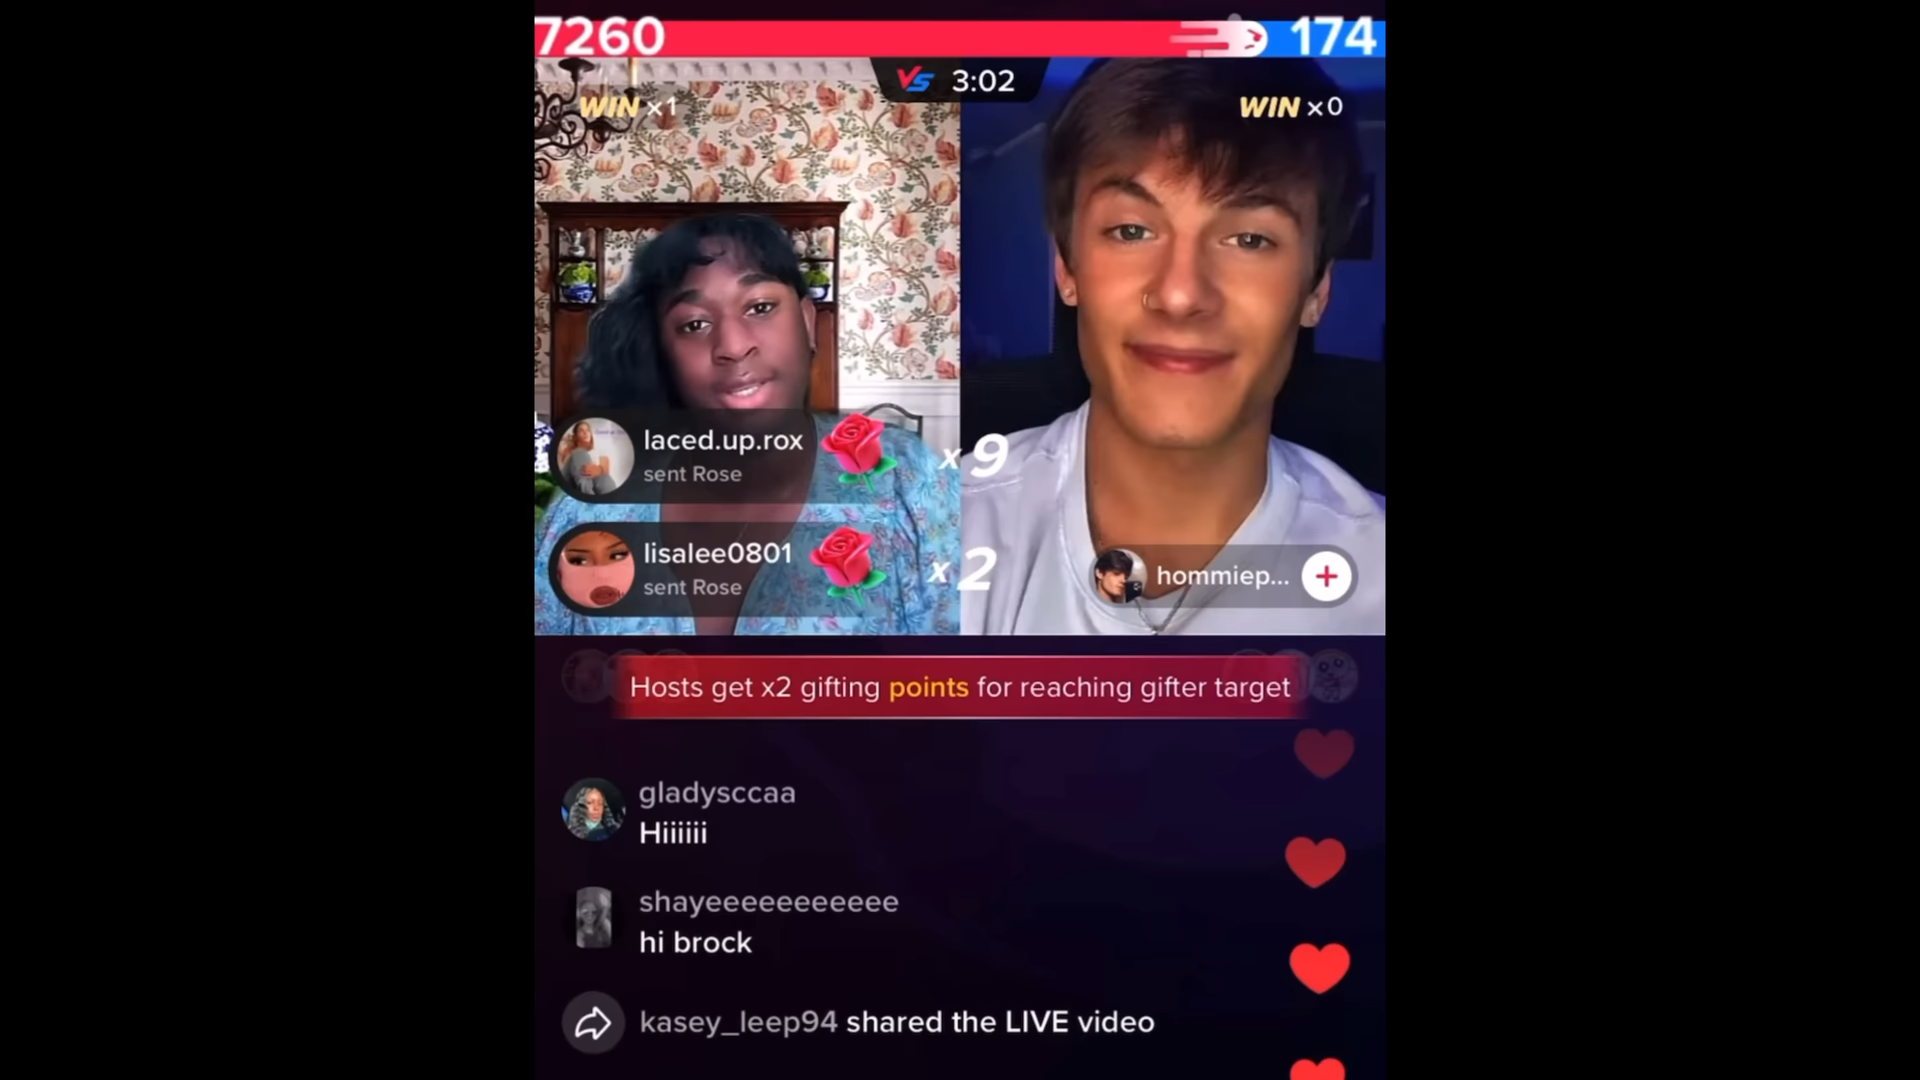 7260
174
VS 3:02
WIN x1
WIN x0
laced.up.rox
sent Rose
x9
lisalee0801
sent Rose
x2
hommiep...
Hosts get x2 gifting points for reaching gifter target
gladysccaa
Hiiiiii
shayeeeeeeeeeee
hi brock
kasey_leep94 shared the LIVE video